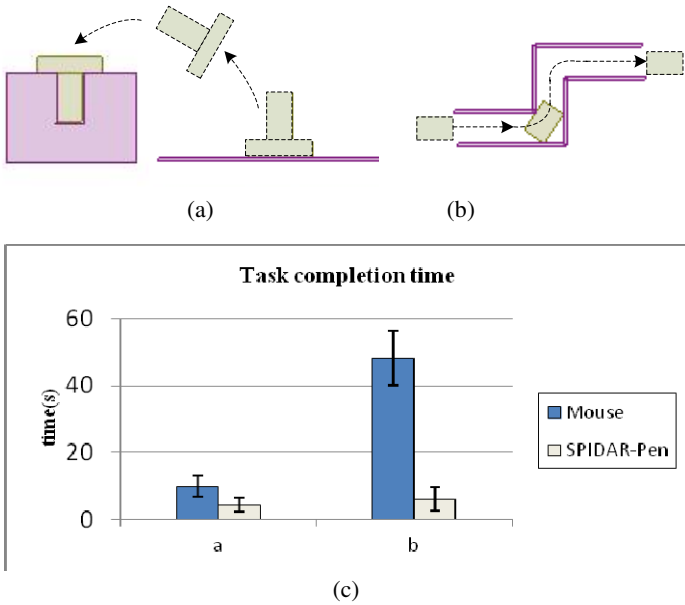 (a)
(b)
Task completion time
60
40
20
0
time(s)
a
b
Mouse
SPIDAR-Pen
(c)